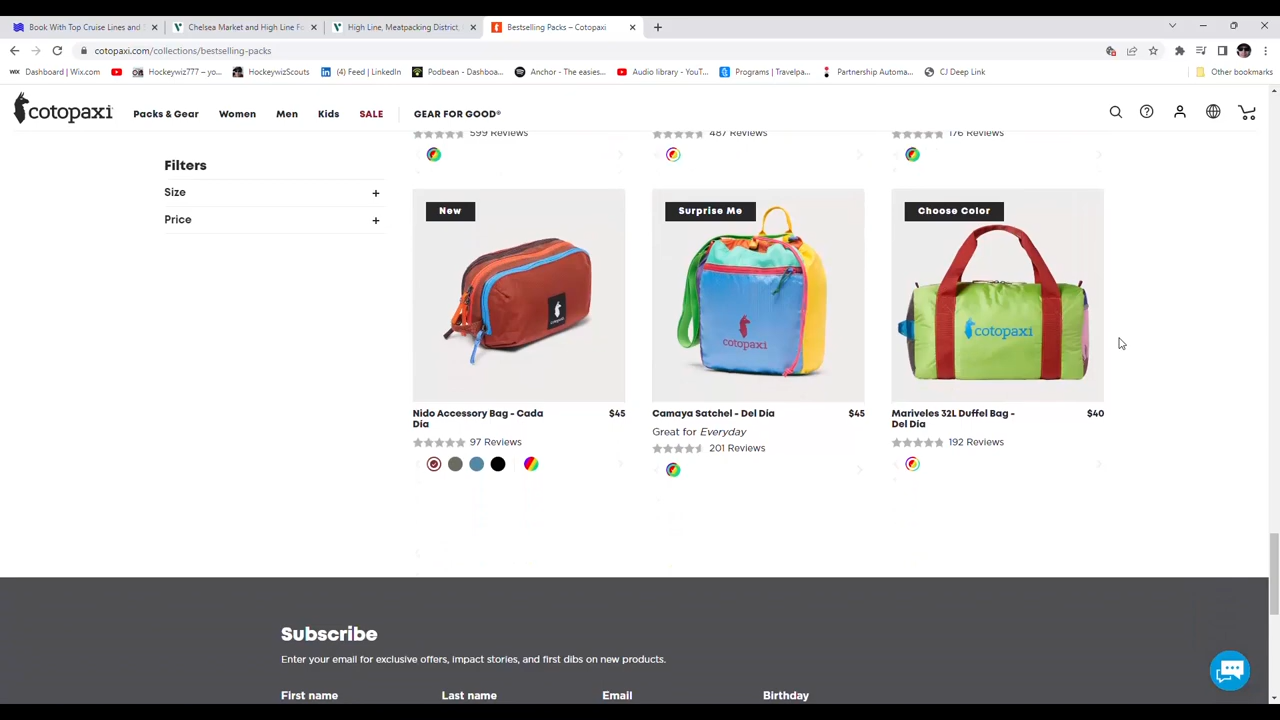 Book With Top Cruise Lines and
Chelsea Market and High Line Fo
High Line, Meatpacking District,
Bestselling Packs – Cotopaxi
cotopaxi.com/collections/bestselling-packs
Dashboard | Wix.com
Hockeywiz777 — yo...
HockeywizScouts
(4) Feed | LinkedIn
Podbean - Dashboa...
Anchor - The easies...
Audio library - YouT...
Programs | Travelpa...
Partnership Automa...
CJ Deep Link
Other bookmarks
cotopaxi
Packs & Gear
Women
Men
Kids
SALE
GEAR FOR GOOD®
599 Reviews
487 Reviews
176 Reviews
Filters
Size
Price
New
Surprise Me
Choose Color
cotopaxi
cotopaxi
Nido Accessory Bag - Cada
Día
$45
97 Reviews
Camaya Satchel - Del Día
$45
Great for Everyday
201 Reviews
Mariveles 32L Duffel Bag -
Del Día
$40
192 Reviews
Subscribe
Enter your email for exclusive offers, impact stories, and first dibs on new products.
First name
Last name
Email
Birthday